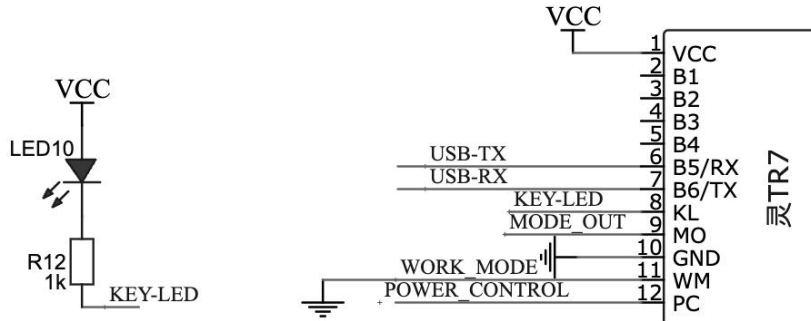 VCC
LED10
R12
1k
KEY-LED
VCC
1 VCC
2 B1
3 B2
4 B3
5 B4
USB-TX 6 B5/RX
USB-RX 7 B6/TX
KEY-LED 8 KL
MODE_OUT 9 MO
10 GND
WORK_MODE 11 WM
POWER_CONTROL 12 PC
灵TR7